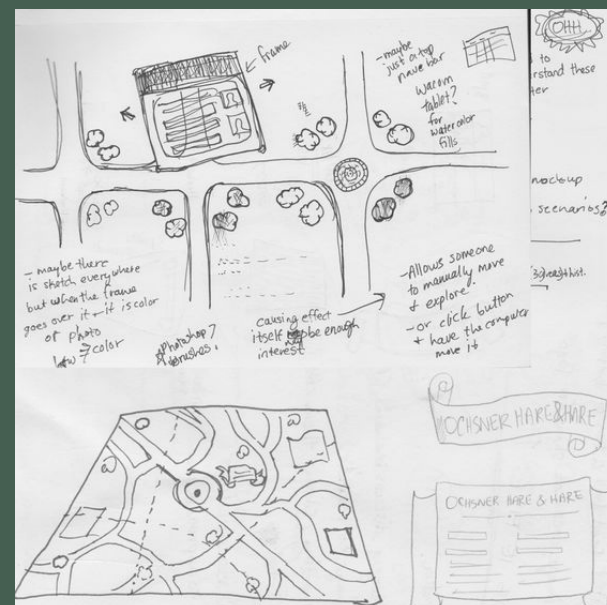 frame
- maybe
just a top
nave bar
wacom
tablet?
for
watercolor
fills
- maybe there
is sketch everywhere
but when the frame
goes over it it is color
or photo
color
photoshop
brushes?
causing effect
itself be enough
interest
- Allows someone
to manually move
+ explore.
- or click button
+ have the computer
move it
OHH...
to
rstand these
ter
mockup
scenarios?
OCHSNER HARE & HARE
OCHSNER HARE & HARE